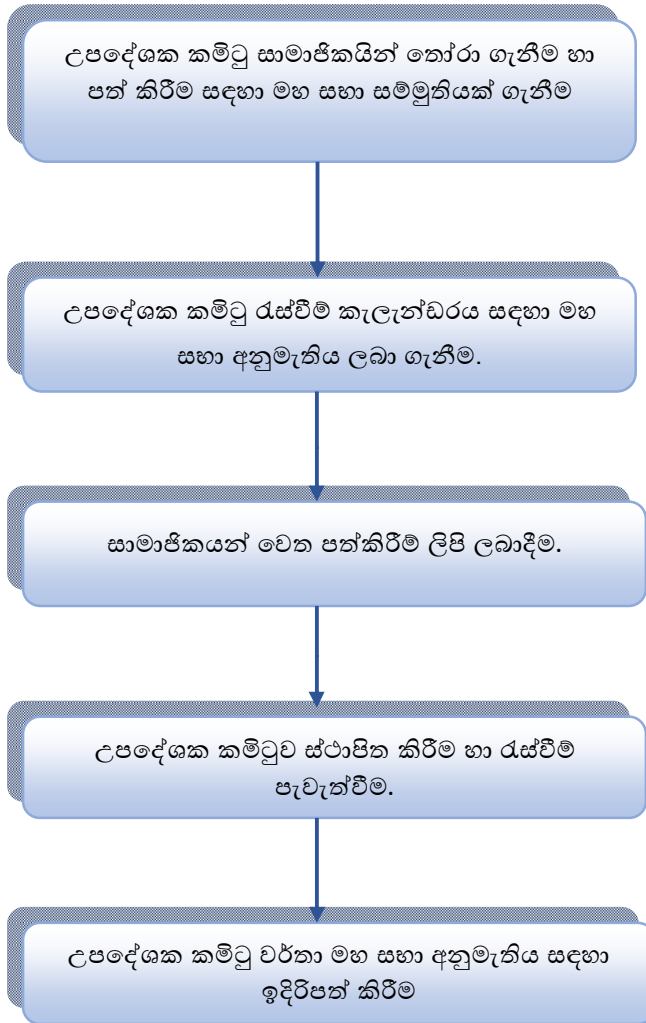 උපදේශක කමිටු සාමාජිකයින් තෝරා ගැනීම හා
පත් කිරීම සඳහා මහ සභා සම්මුතියක් ගැනීම
උපදේශක කමිටු රැස්වීම් කැලැන්ඩරය සඳහා මහ
සභා අනුමැතිය ලබා ගැනීම.
සාමාජිකයන් වෙත පත්කිරීම් ලිපි ලබාදීම.
උපදේශක කමිටුව ස්ථාපිත කිරීම හා රැස්වීම්
පැවැත්වීම.
උපදේශක කමිටු වර්තා මහ සභා අනුමැතිය සඳහා
ඉදිරිපත් කිරීම